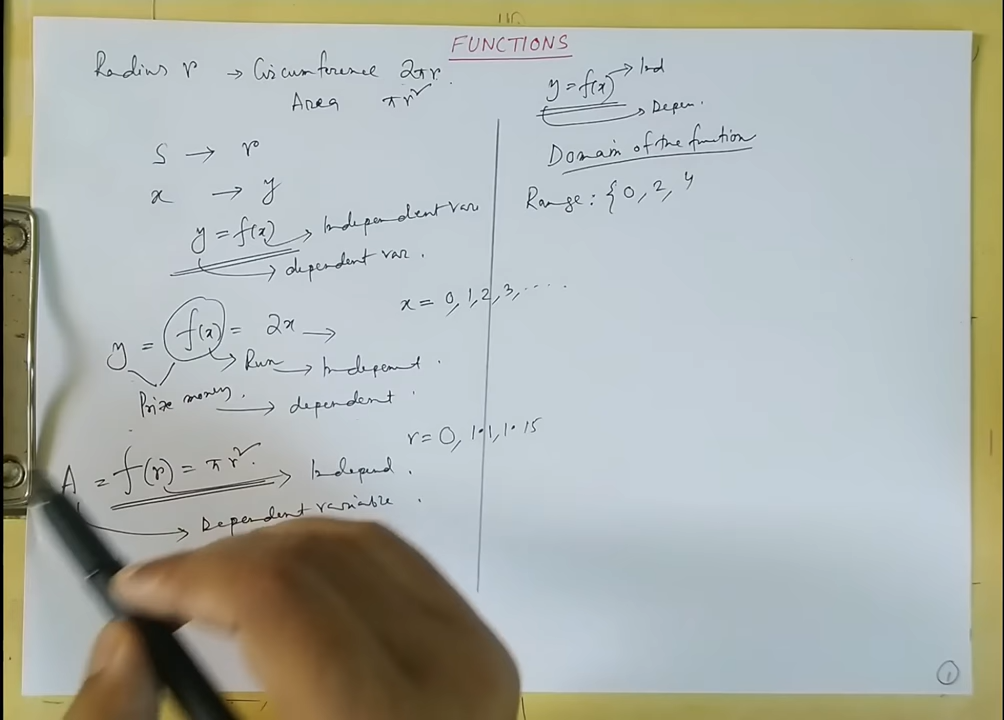 FUNCTIONS
Radius r → Circumference 2πr.
Area πr²
S → r
x → y
y = f(x) → Independent var
→ dependent var.
x = 0, 1, 2, 3, ....
y = f(x) = 2x →
→ Run → Indepenent.
Prize money. → dependent.
r = 0, 1.1, 1.15
A = f(r) = πr². → Independ.
→ Dependent variable.
y = f(x) → Ind
→ Depen.
Domain of the function
Range : { 0, 2, 4
1